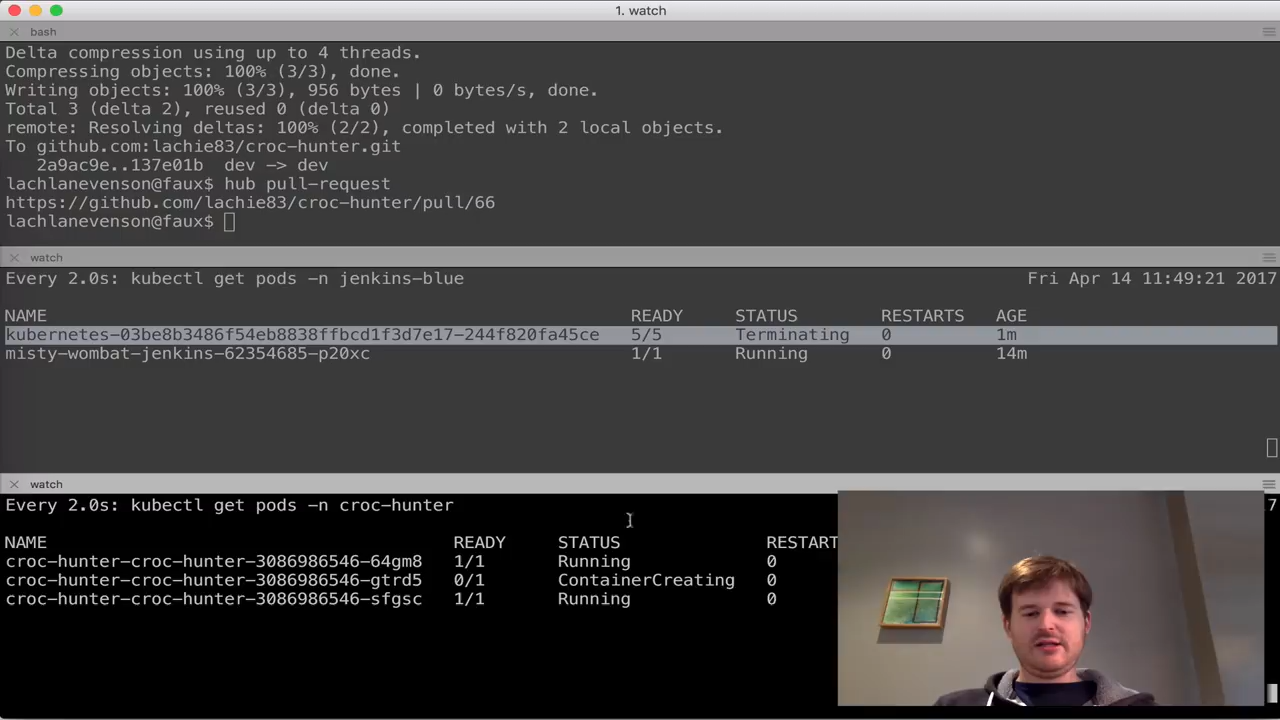 1. watch
bash
Delta compression using up to 4 threads.
Compressing objects: 100% (3/3), done.
Writing objects: 100% (3/3), 956 bytes | 0 bytes/s, done.
Total 3 (delta 2), reused 0 (delta 0)
remote: Resolving deltas: 100% (2/2), completed with 2 local objects.
To github.com:lachie83/croc-hunter.git
2a9ac9e..137e01b dev -> dev
lachlanevenson@faux$ hub pull-request
https://github.com/lachie83/croc-hunter/pull/66
lachlanevenson@faux$
watch
Every 2.0s: kubectl get pods -n jenkins-blue Fri Apr 14 11:49:21 2017
NAME READY STATUS RESTARTS AGE
kubernetes-03be8b3486f54eb8838ffbcd1f3d7e17-244f820fa45ce 5/5 Terminating 0 1m
misty-wombat-jenkins-62354685-p20xc 1/1 Running 0 14m
watch
Every 2.0s: kubectl get pods -n croc-hunter 7
NAME READY STATUS RESTART
croc-hunter-croc-hunter-3086986546-64gm8 1/1 Running 0
croc-hunter-croc-hunter-3086986546-gtrd5 0/1 ContainerCreating 0
croc-hunter-croc-hunter-3086986546-sfgsc 1/1 Running 0